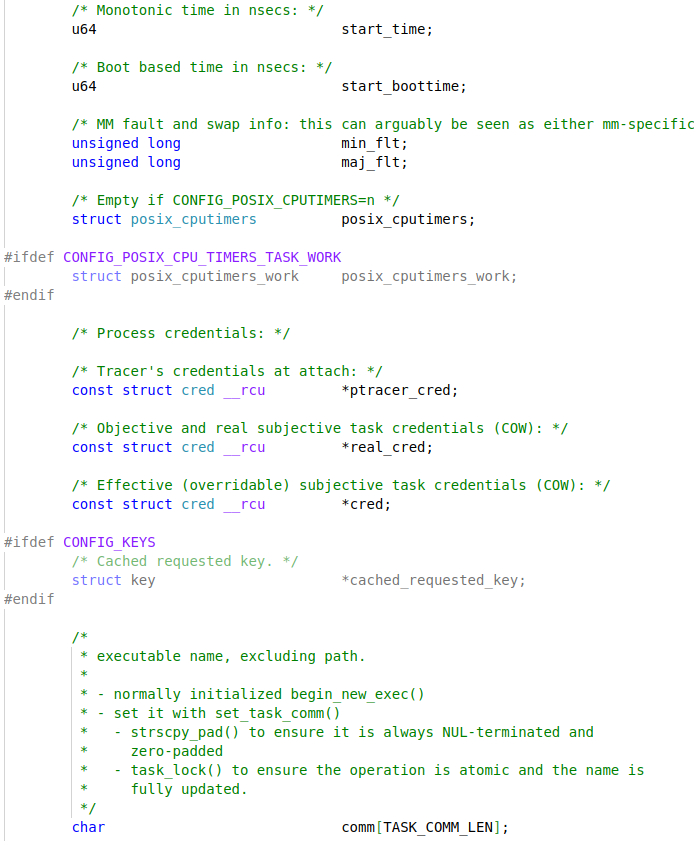 /* Monotonic time in nsecs: */
u64 start_time;
/* Boot based time in nsecs: */
u64 start_boottime;
/* MM fault and swap info: this can arguably be seen as either mm-specific
unsigned long min_flt;
unsigned long maj_flt;
/* Empty if CONFIG_POSIX_CPUTIMERS=n */
struct posix_cputimers posix_cputimers;
#ifdef CONFIG_POSIX_CPU_TIMERS_TASK_WORK
struct posix_cputimers_work posix_cputimers_work;
#endif
/* Process credentials: */
/* Tracer's credentials at attach: */
const struct cred __rcu *ptracer_cred;
/* Objective and real subjective task credentials (COW): */
const struct cred __rcu *real_cred;
/* Effective (overridable) subjective task credentials (COW): */
const struct cred __rcu *cred;
#ifdef CONFIG_KEYS
/* Cached requested key. */
struct key *cached_requested_key;
#endif
/*
* executable name, excluding path.
*
* - normally initialized begin_new_exec()
* - set it with set_task_comm()
* - strscpy_pad() to ensure it is always NUL-terminated and
* zero-padded
* - task_lock() to ensure the operation is atomic and the name is
* fully updated.
*/
char comm[TASK_COMM_LEN];